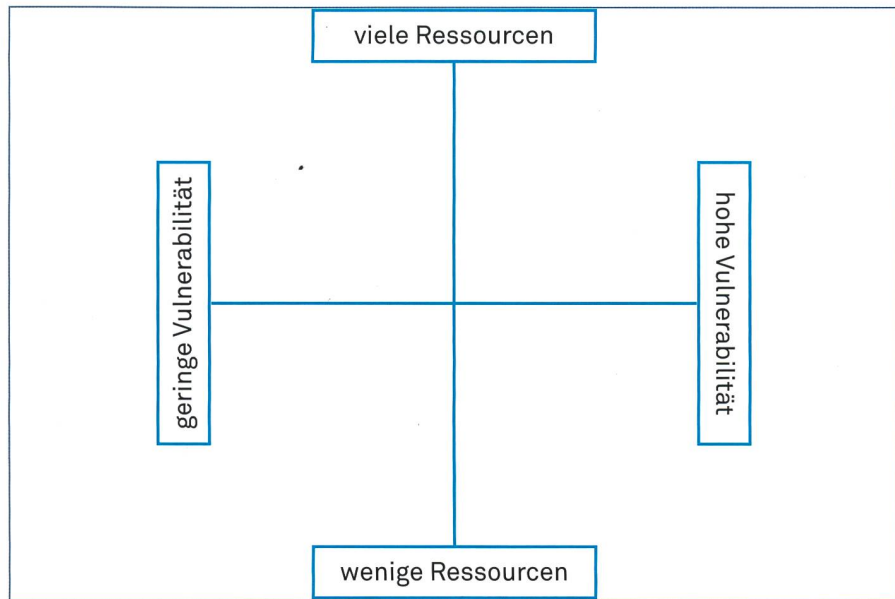 viele Ressourcen
geringe Vulnerabilität
hohe Vulnerabilität
wenige Ressourcen